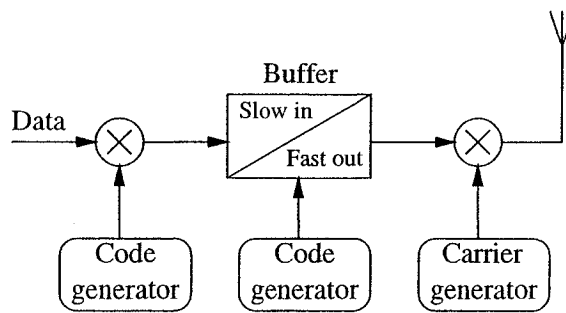 Buffer
Slow in
Data
Fast out
Code
generator
Code
generator
Carrier
generator